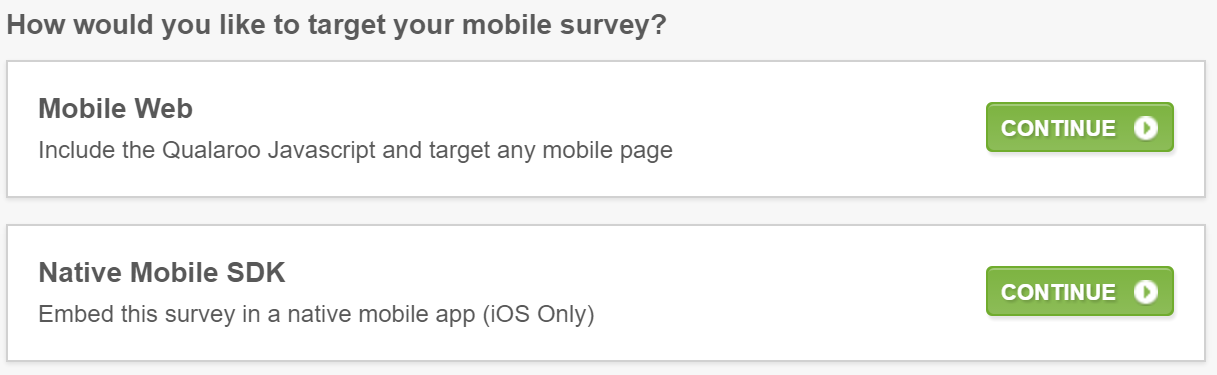 How would you like to target your mobile survey?
Mobile Web
Include the Qualaroo Javascript and target any mobile page
CONTINUE
Native Mobile SDK
Embed this survey in a native mobile app (iOS Only)
CONTINUE